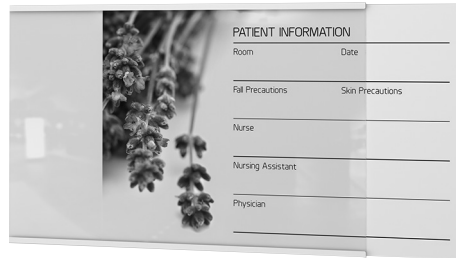 PATIENT INFORMATION
Room Date
Fall Precautions Skin Precautions
Nurse
Nursing Assistant
Physician